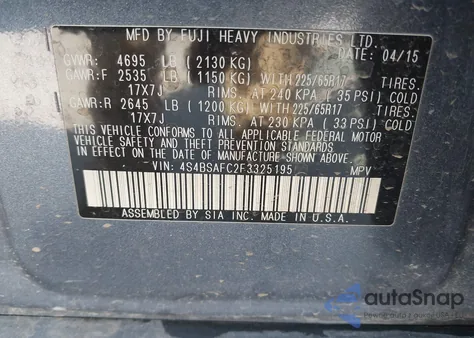 MFD BY FUJI HEAVY INDUSTRIES LTD.
GVWR: 4695 LB (2130 KG) DATE: 04/15
GAWR:F 2535 LB (1150 KG) WITH 225/65R17 TIRES.
17X7J RIMS. AT 240 KPA (35 PSI) COLD
GAWR:R 2645 LB (1200 KG) WITH 225/65R17 TIRES.
17X7J RIMS. AT 230 KPA (33 PSI) COLD
THIS VEHICLE CONFORMS TO ALL APPLICABLE FEDERAL MOTOR
VEHICLE SAFETY AND THEFT PREVENTION STANDARDS IN EFFECT
ON THE DATE OF MANUFACTURE SHOWN ABOVE.
VIN: 4S4BSAFC2F3325195 MPV
ASSEMBLED BY SIA INC. MADE IN U.S.A.
autoSnap